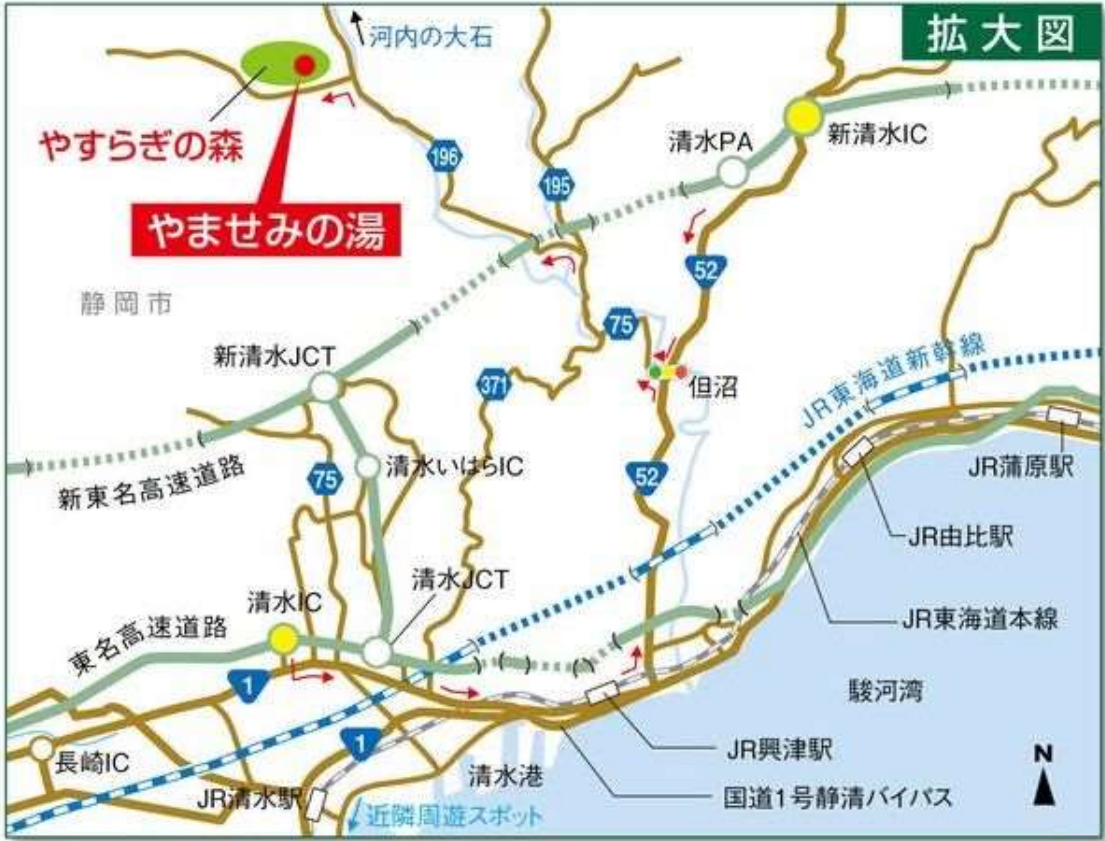 拡大図
河内の大石
やすらぎの森
やませみの湯
196
195
清水PA
新清水IC
52
静岡市
75
新清水JCT
371
但沼
JR東海道新幹線
清水いはらIC
75
52
新東名高速道路
JR蒲原駅
JR由比駅
清水JCT
清水IC
東名高速道路
JR東海道本線
1
駿河湾
1
長崎IC
JR興津駅
N
清水港
JR清水駅
国道1号静清バイパス
近隣周遊スポット